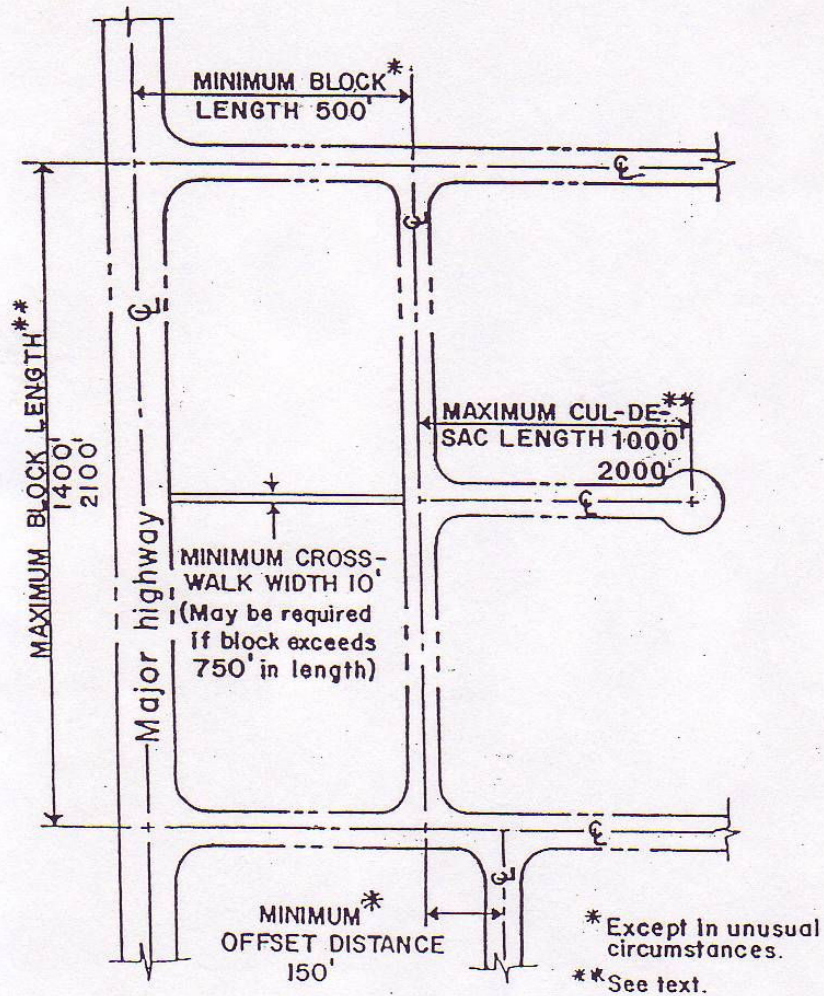 MINIMUM BLOCK*
LENGTH 500'
℄
℄
℄
MAXIMUM BLOCK LENGTH**
1400'
2100'
Major highway
MAXIMUM CUL-DE-**
SAC LENGTH 1000'
2000'
℄
MINIMUM CROSS-
WALK WIDTH 10'
(May be required
if block exceeds
750' in length)
℄
℄
MINIMUM*
OFFSET DISTANCE
150'
* Except in unusual
circumstances.
** See text.